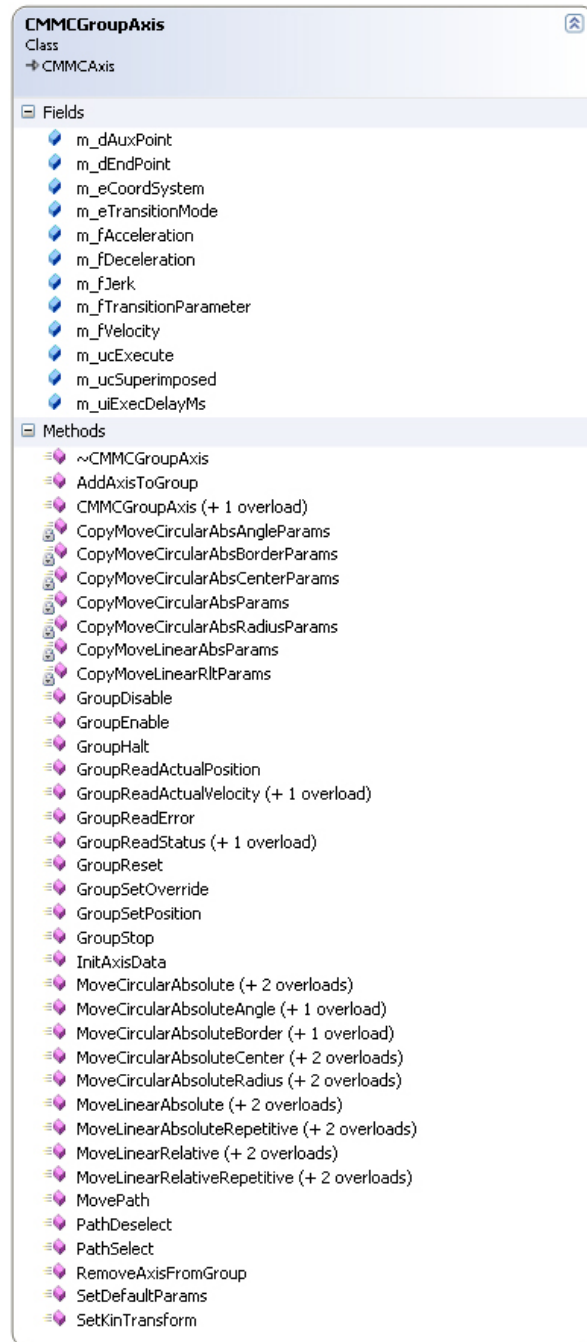 CMMCGroupAxis
Class
CMMCAxis
Fields
m_dAuxPoint
m_dEndPoint
m_eCoordSystem
m_eTransitionMode
m_fAcceleration
m_fDeceleration
m_fJerk
m_fTransitionParameter
m_fVelocity
m_ucExecute
m_ucSuperimposed
m_uiExecDelayMs
Methods
~CMMCGroupAxis
AddAxisToGroup
CMMCGroupAxis (+ 1 overload)
CopyMoveCircularAbsAngleParams
CopyMoveCircularAbsBorderParams
CopyMoveCircularAbsCenterParams
CopyMoveCircularAbsParams
CopyMoveCircularAbsRadiusParams
CopyMoveLinearAbsParams
CopyMoveLinearRltParams
GroupDisable
GroupEnable
GroupHalt
GroupReadActualPosition
GroupReadActualVelocity (+ 1 overload)
GroupReadError
GroupReadStatus (+ 1 overload)
GroupReset
GroupSetOverride
GroupSetPosition
GroupStop
InitAxisData
MoveCircularAbsolute (+ 2 overloads)
MoveCircularAbsoluteAngle (+ 1 overload)
MoveCircularAbsoluteBorder (+ 1 overload)
MoveCircularAbsoluteCenter (+ 2 overloads)
MoveCircularAbsoluteRadius (+ 2 overloads)
MoveLinearAbsolute (+ 2 overloads)
MoveLinearAbsoluteRepetitive (+ 2 overloads)
MoveLinearRelative (+ 2 overloads)
MoveLinearRelativeRepetitive (+ 2 overloads)
MovePath
PathDeselect
PathSelect
RemoveAxisFromGroup
SetDefaultParams
SetKinTransform